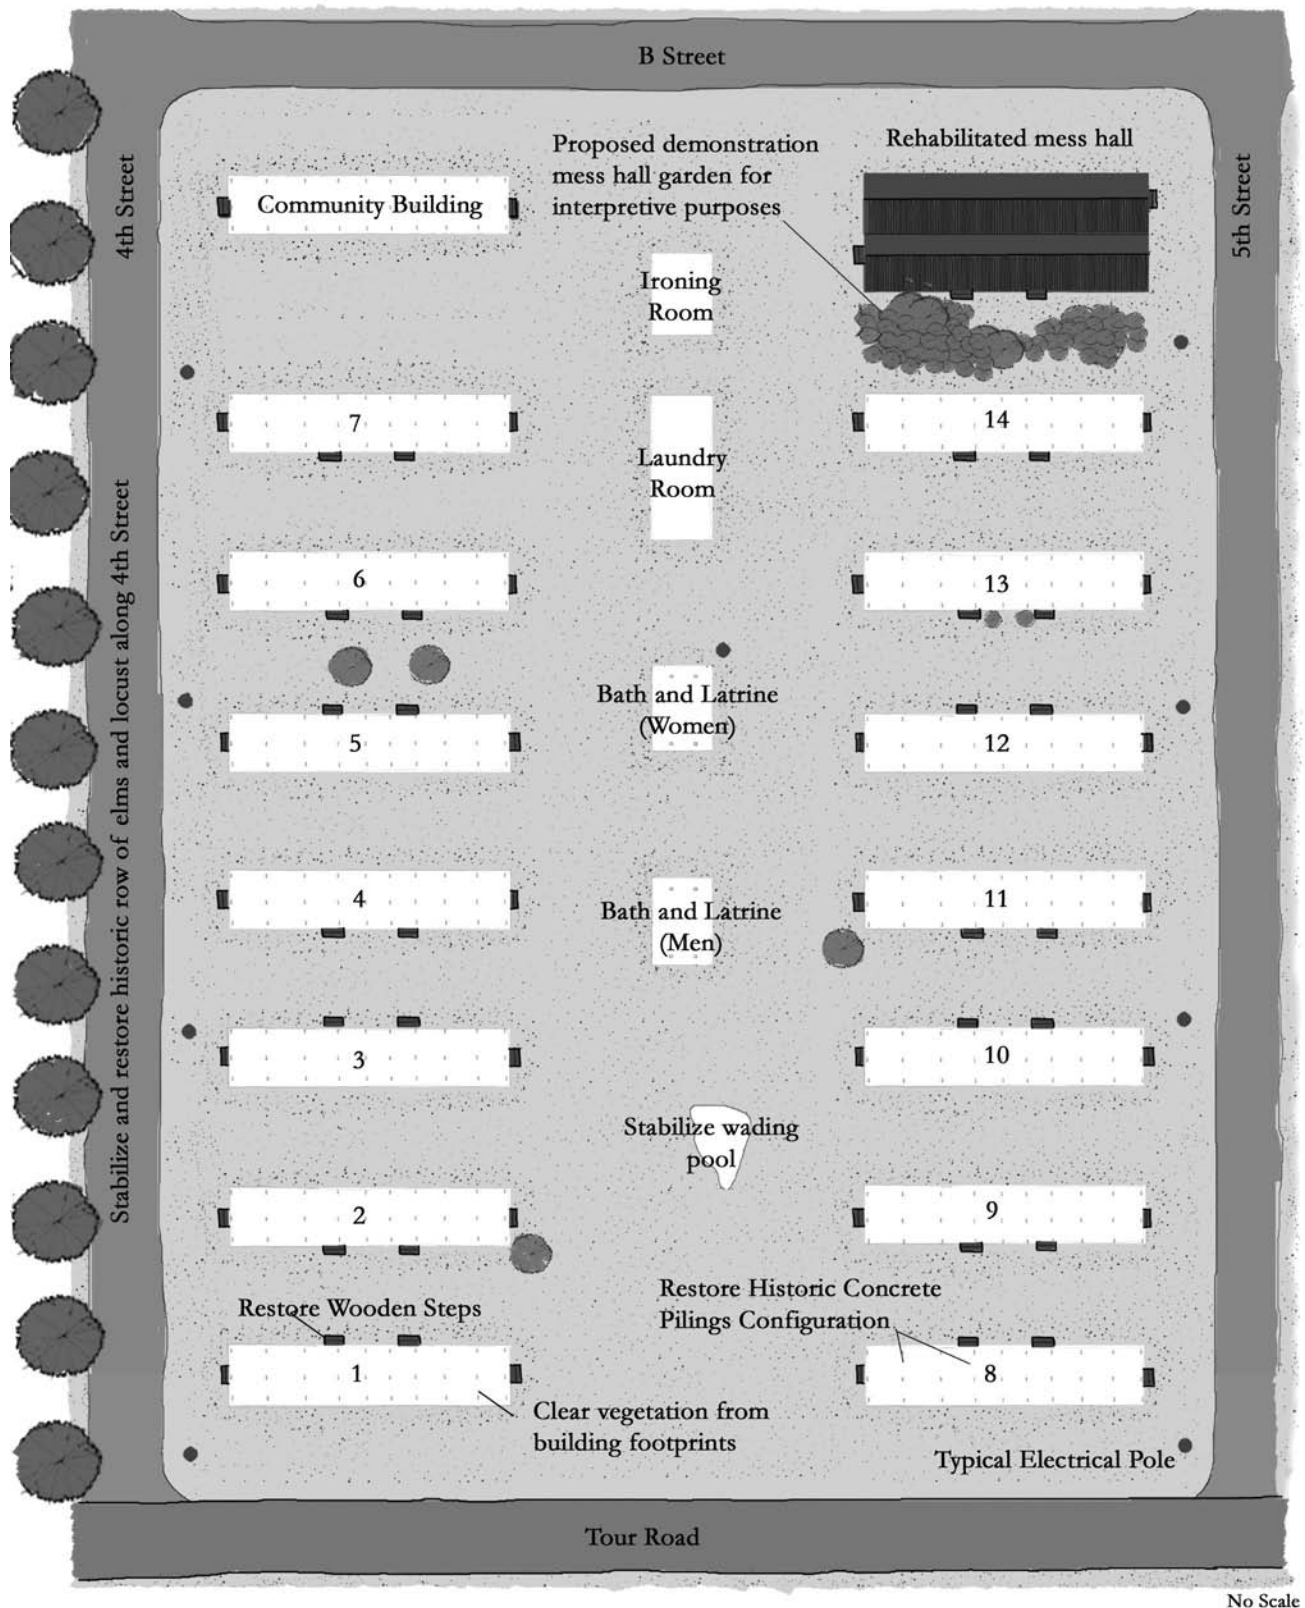 B Street
4th Street
5th Street
Proposed demonstration
mess hall garden for
interpretive purposes
Rehabilitated mess hall
Community Building
Ironing
Room
7
Laundry
Room
14
Stabilize and restore historic row of elms and locust along 4th Street
6
13
Bath and Latrine
(Women)
5
12
4
Bath and Latrine
(Men)
11
3
10
Stabilize wading
pool
2
9
Restore Wooden Steps
Restore Historic Concrete
Pilings Configuration
1
8
Clear vegetation from
building footprints
Typical Electrical Pole
Tour Road
No Scale